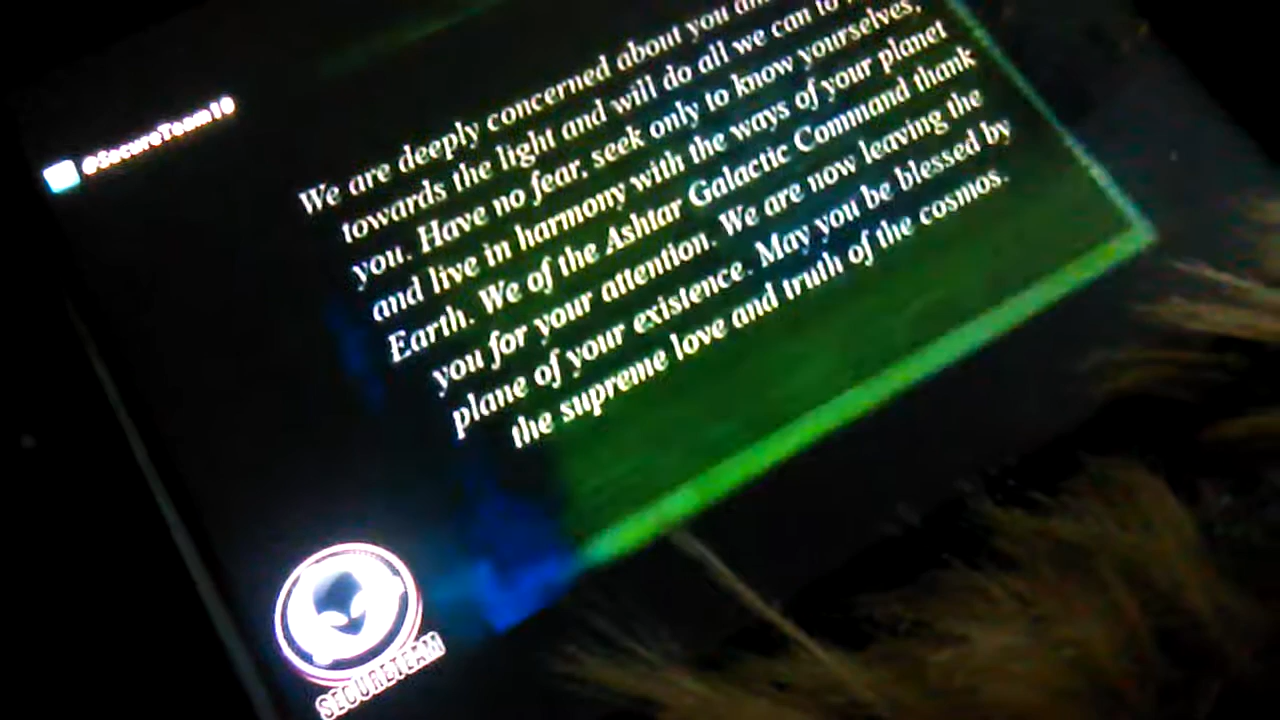 @SecureTeam10
We are deeply concerned about you
towards the light and will do all we can to
you. Have no fear, seek only to know yourselves,
and live in harmony with the ways of your planet
Earth. We of the Ashtar Galactic Command thank
you for your attention. We are now leaving the
plane of your existence. May you be blessed by
the supreme love and truth of the cosmos.
SECURETEAM